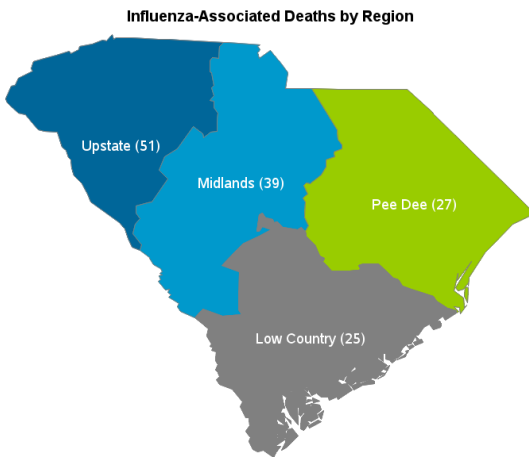 Influenza-Associated Deaths by Region
Upstate (51)
Midlands (39)
Pee Dee (27)
Low Country (25)